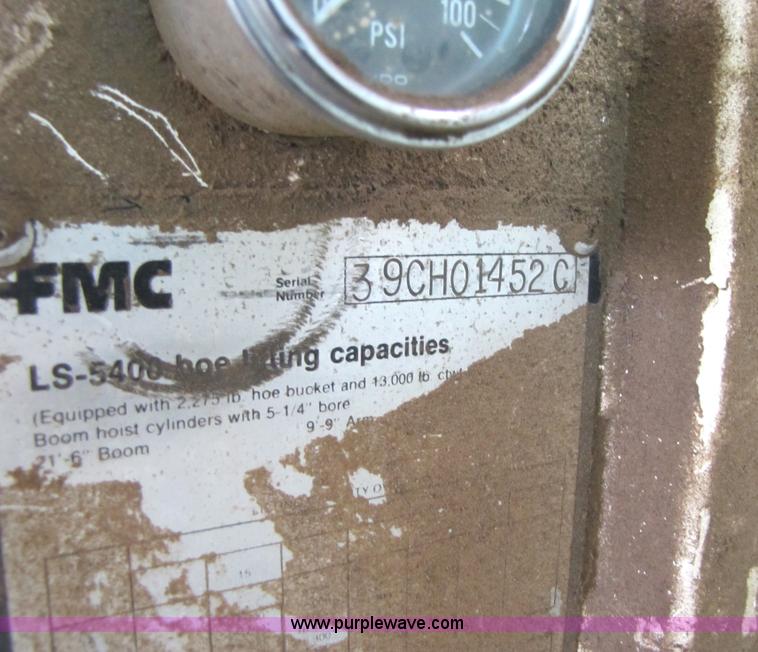 PSI
100
FMC
Serial
Number
39CH01452C
LS-5400 hoe lifting capacities
(Equipped with 2,275 lb. hoe bucket and 13,000 lb
Boom hoist cylinders with 5-1/4" bore
21'-6" Boom 9'-9"
15
www.purplewave.com